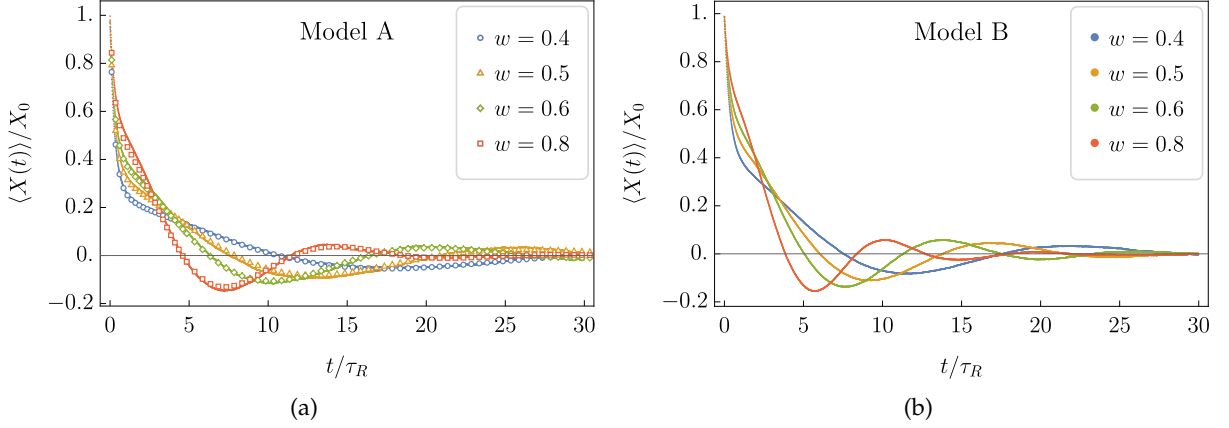 Model A
w = 0.4
w = 0.5
w = 0.6
w = 0.8
⟨X(t)⟩/X₀
1.
0.8
0.6
0.4
0.2
0
−0.2
0 5 10 15 20 25 30
t/τ_R
(a)
Model B
w = 0.4
w = 0.5
w = 0.6
w = 0.8
⟨X(t)⟩/X₀
1.
0.8
0.6
0.4
0.2
0
−0.2
0 5 10 15 20 25 30
t/τ_R
(b)